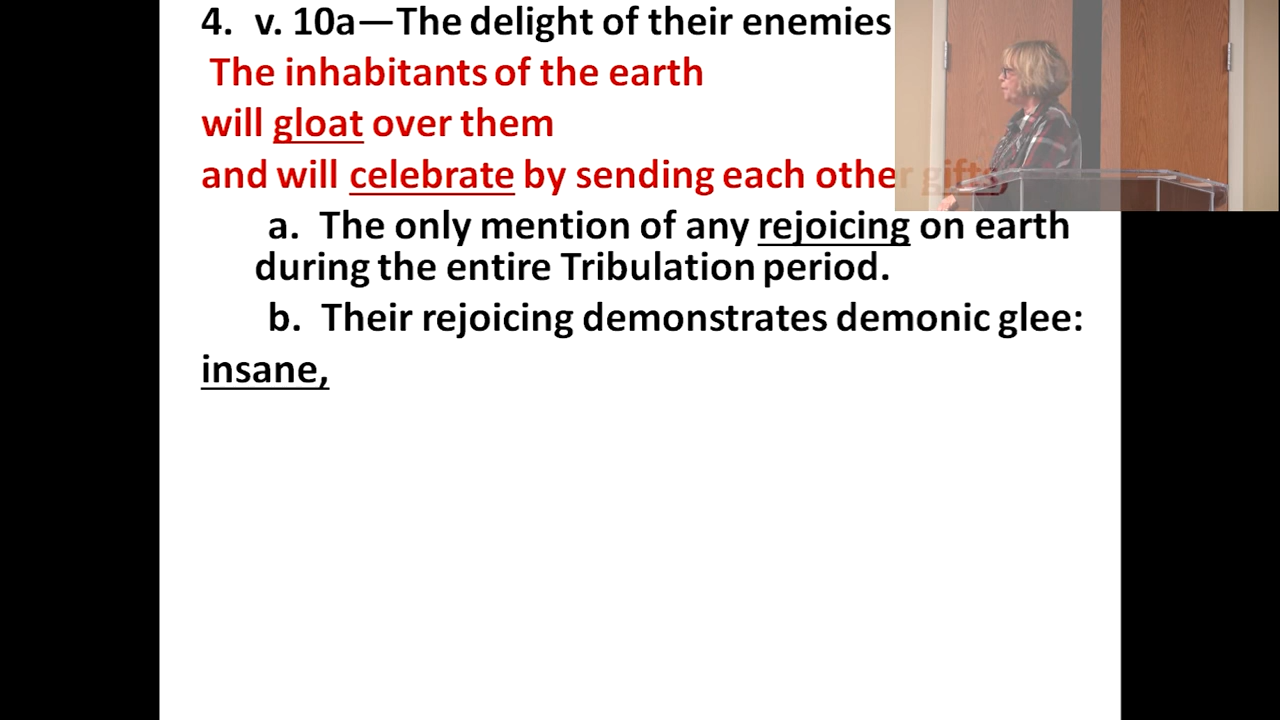 4. v. 10a—The delight of their enemies
The inhabitants of the earth
will gloat over them
and will celebrate by sending each other gifts,
a. The only mention of any rejoicing on earth
during the entire Tribulation period.
b. Their rejoicing demonstrates demonic glee:
insane,